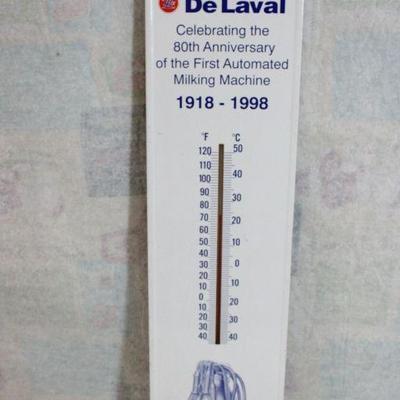 De Laval
Celebrating the
80th Anniversary
of the First Automated
Milking Machine
1918 - 1998
°F °C
120 50
110
100 40
90
80 30
70
60 20
50
40 10
30 0
20
10 10
0
10 20
20 30
30
40 40